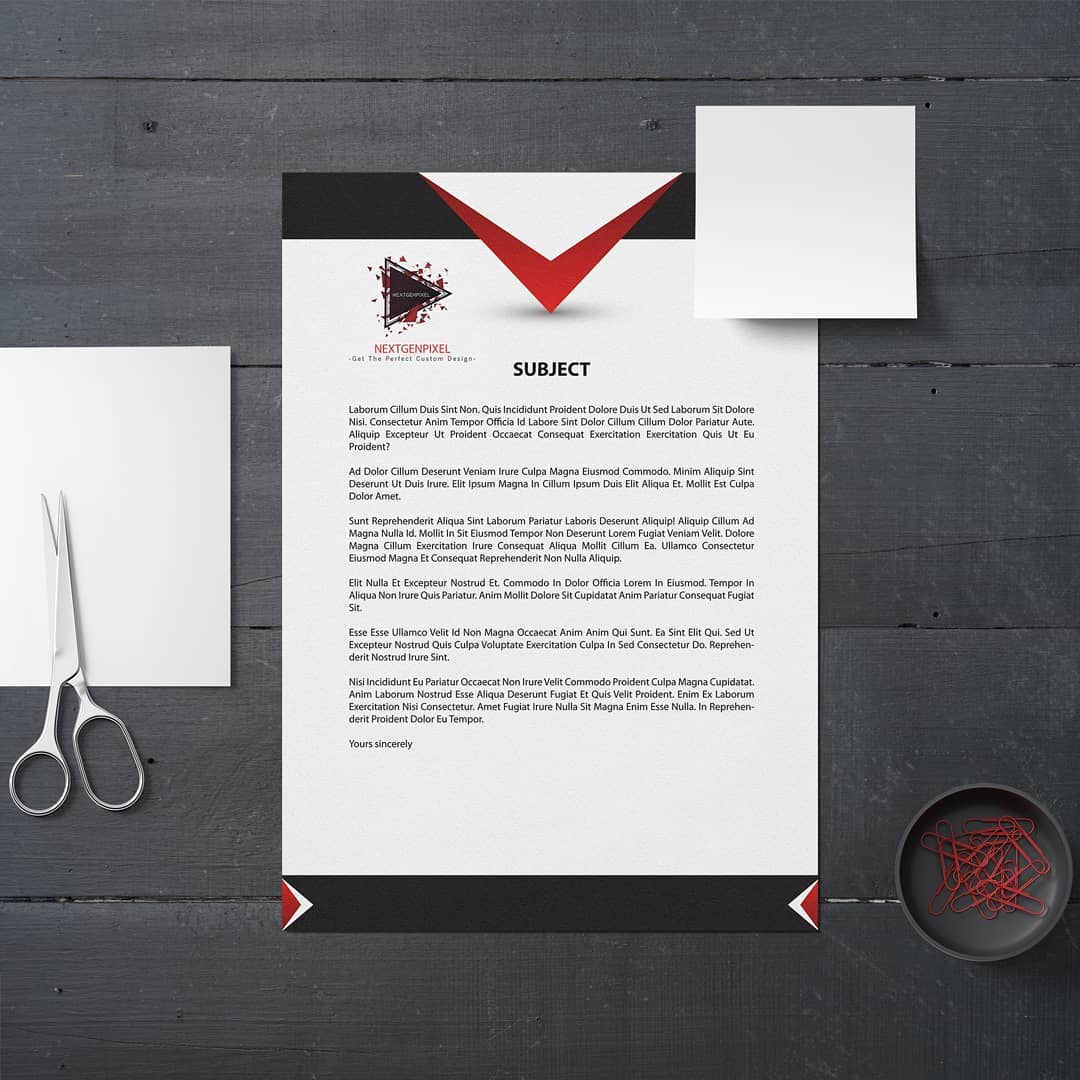 NEXTGENPIXEL
NEXTGENPIXEL
-Get The Perfect Custom Design-
SUBJECT
Laborum Cillum Duis Sint Non. Quis Incididunt Proident Dolore Duis Ut Sed Laborum Sit Dolore
Nisi. Consectetur Anim Tempor Officia Id Labore Sint Dolor Cillum Cillum Dolor Pariatur Aute.
Aliquip Excepteur Ut Proident Occaecat Consequat Exercitation Exercitation Quis Ut Eu
Proident?
Ad Dolor Cillum Deserunt Veniam Irure Culpa Magna Eiusmod Commodo. Minim Aliquip Sint
Deserunt Ut Duis Irure. Elit Ipsum Magna In Cillum Ipsum Duis Elit Aliqua Et. Mollit Est Culpa
Dolor Amet.
Sunt Reprehenderit Aliqua Sint Laborum Pariatur Laboris Deserunt Aliquip! Aliquip Cillum Ad
Magna Nulla Id. Mollit In Sit Eiusmod Tempor Non Deserunt Lorem Fugiat Veniam Velit. Dolore
Magna Cillum Exercitation Irure Consequat Aliqua Mollit Cillum Ea. Ullamco Consectetur
Eiusmod Magna Et Consequat Reprehenderit Non Nulla Aliquip.
Elit Nulla Et Excepteur Nostrud Et. Commodo In Dolor Officia Lorem In Eiusmod. Tempor In
Aliqua Non Irure Quis Pariatur. Anim Mollit Dolore Sit Cupidatat Anim Pariatur Consequat Fugiat
Sit.
Esse Esse Ullamco Velit Id Non Magna Occaecat Anim Anim Qui Sunt. Ea Sint Elit Qui. Sed Ut
Excepteur Nostrud Quis Culpa Voluptate Exercitation Culpa In Sed Consectetur Do. Reprehen-
derit Nostrud Irure Sint.
Nisi Incididunt Eu Pariatur Occaecat Non Irure Velit Commodo Proident Culpa Magna Cupidatat.
Anim Laborum Nostrud Esse Aliqua Deserunt Fugiat Et Quis Velit Proident. Enim Ex Laborum
Exercitation Nisi Consectetur. Amet Fugiat Irure Nulla Sit Magna Enim Esse Nulla. In Reprehen-
derit Proident Dolor Eu Tempor.
Yours sincerely